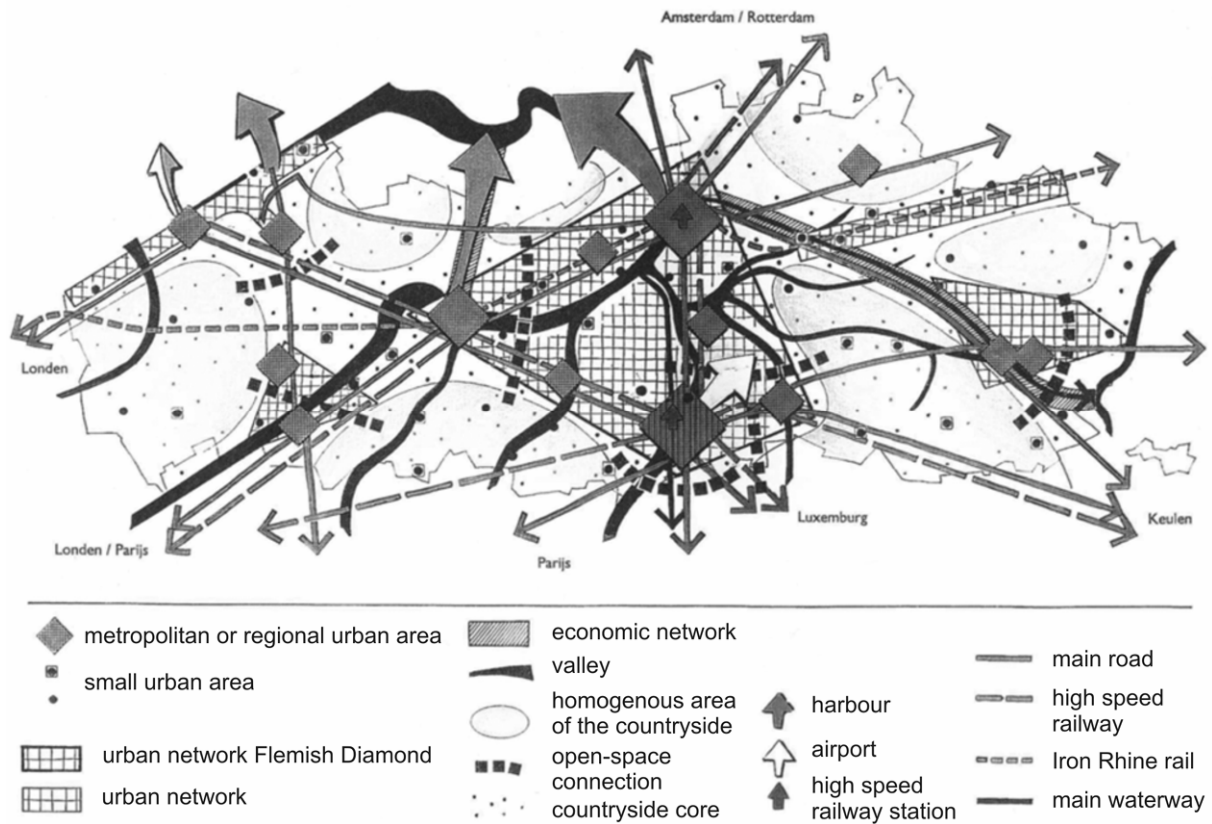 Amsterdam / Rotterdam
Londen
Londen / Parijs
Parijs
Luxemburg
Keulen
metropolitan or regional urban area
small urban area
urban network Flemish Diamond
urban network
economic network
valley
homogenous area
of the countryside
open-space
connection
countryside core
harbour
airport
high speed
railway station
main road
high speed
railway
Iron Rhine rail
main waterway